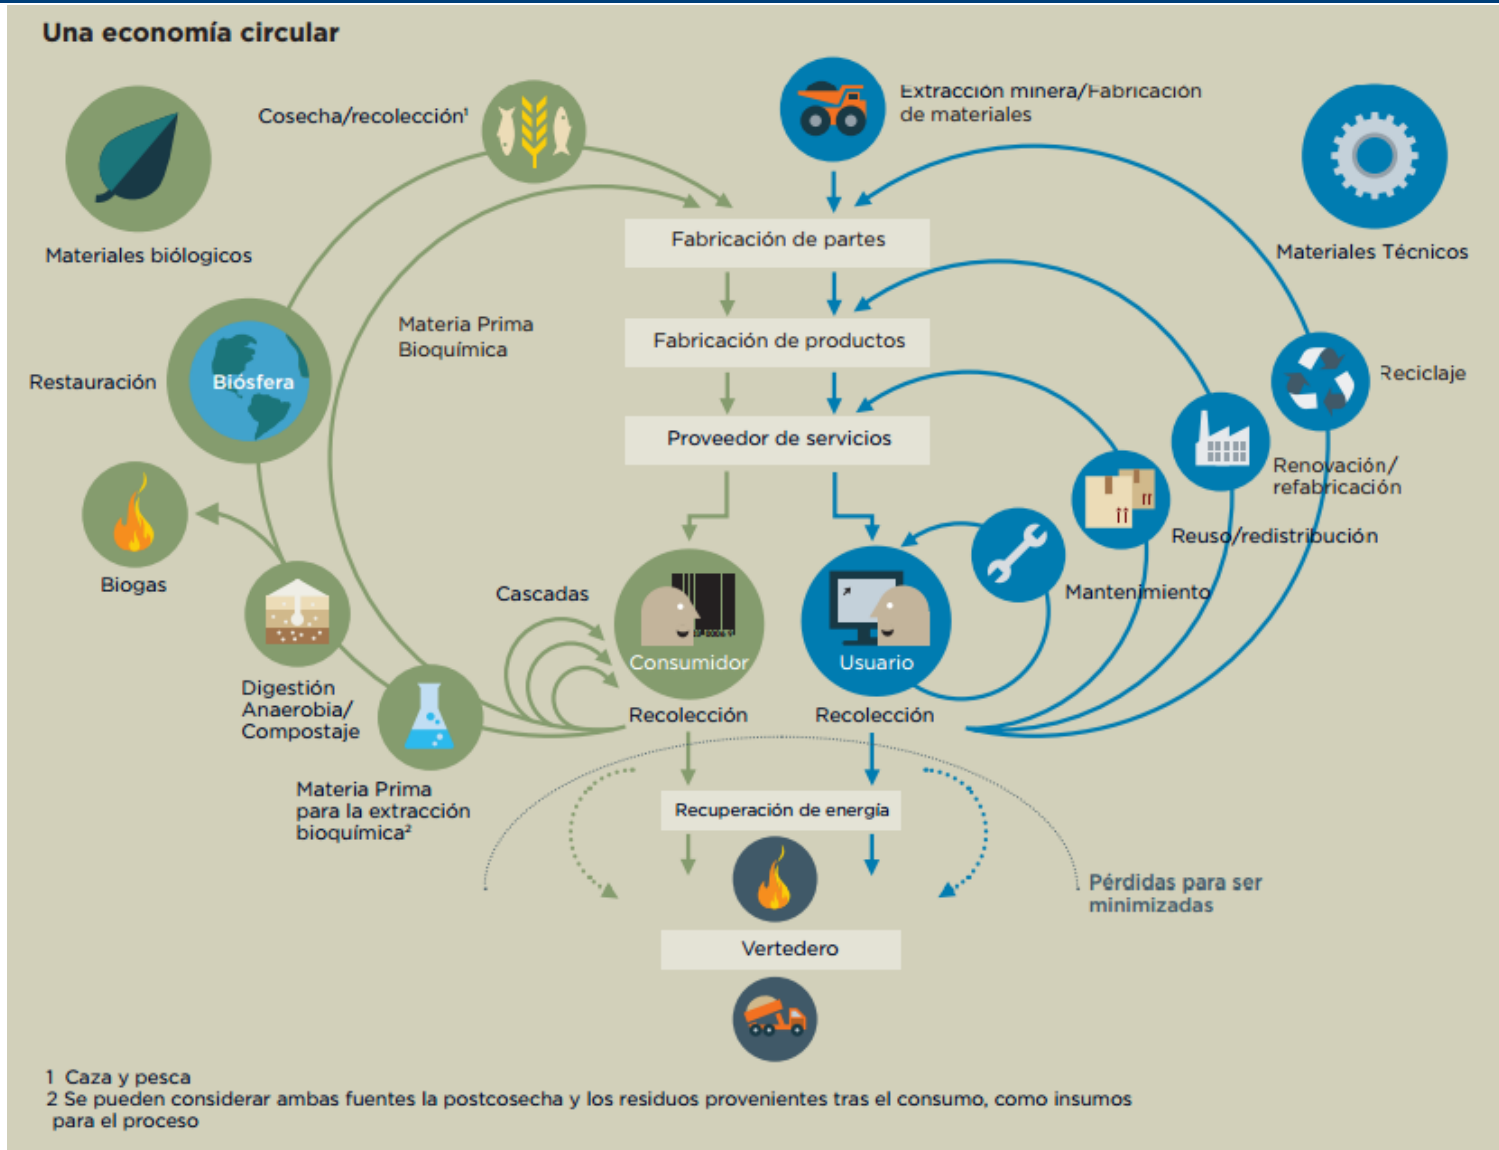 Una economía circular
Cosecha/recolección¹
Extracción minera/Fabricación
de materiales
Materiales biólogicos
Materiales Técnicos
Fabricación de partes
Materia Prima
Bioquímica
Fabricación de productos
Restauración
Biósfera
Reciclaje
Proveedor de servicios
Renovación/
refabricación
Reuso/redistribución
Biogas
Cascadas
Mantenimiento
Consumidor
Usuario
Digestión
Anaerobia/
Compostaje
Recolección
Recolección
Materia Prima
para la extracción
bioquímica²
Recuperación de energía
Pérdidas para ser
minimizadas
Vertedero
1 Caza y pesca
2 Se pueden considerar ambas fuentes la postcosecha y los residuos provenientes tras el consumo, como insumos
para el proceso